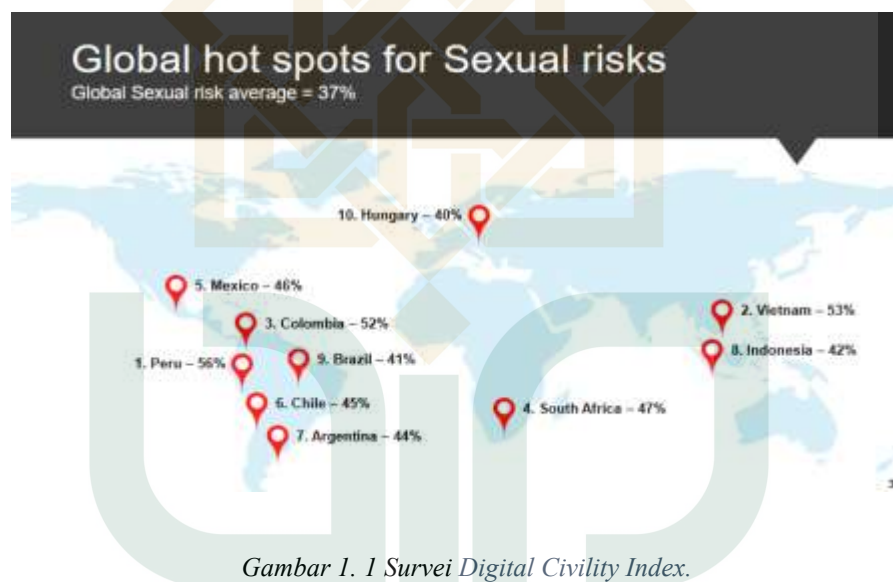 Global hot spots for Sexual risks
Global Sexual risk average = 37%
10. Hungary – 40%
5. Mexico – 46%
3. Colombia – 52%
2. Vietnam – 53%
1. Peru – 56%
9. Brazil – 41%
8. Indonesia – 42%
6. Chile – 45%
4. South Africa – 47%
7. Argentina – 44%
3
Gambar 1. 1 Survei Digital Civility Index.